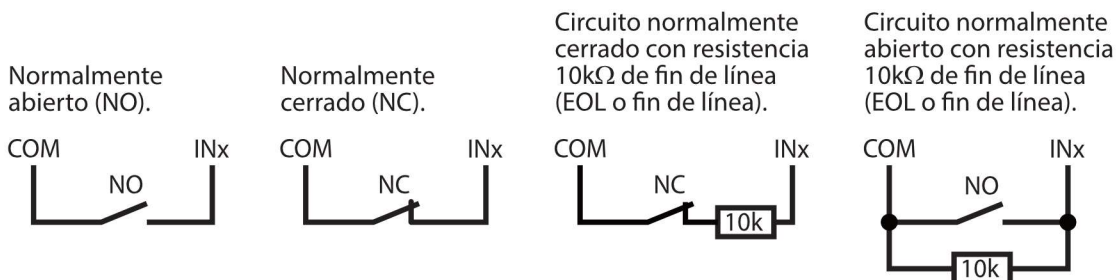 Normalmente
abierto (NO).
COM INx
NO
Normalmente
cerrado (NC).
COM INx
NC
Circuito normalmente
cerrado con resistencia
10kΩ de fin de línea
(EOL o fin de línea).
COM INx
NC
10k
Circuito normalmente
abierto con resistencia
10kΩ de fin de línea
(EOL o fin de línea).
COM INx
NO
10k